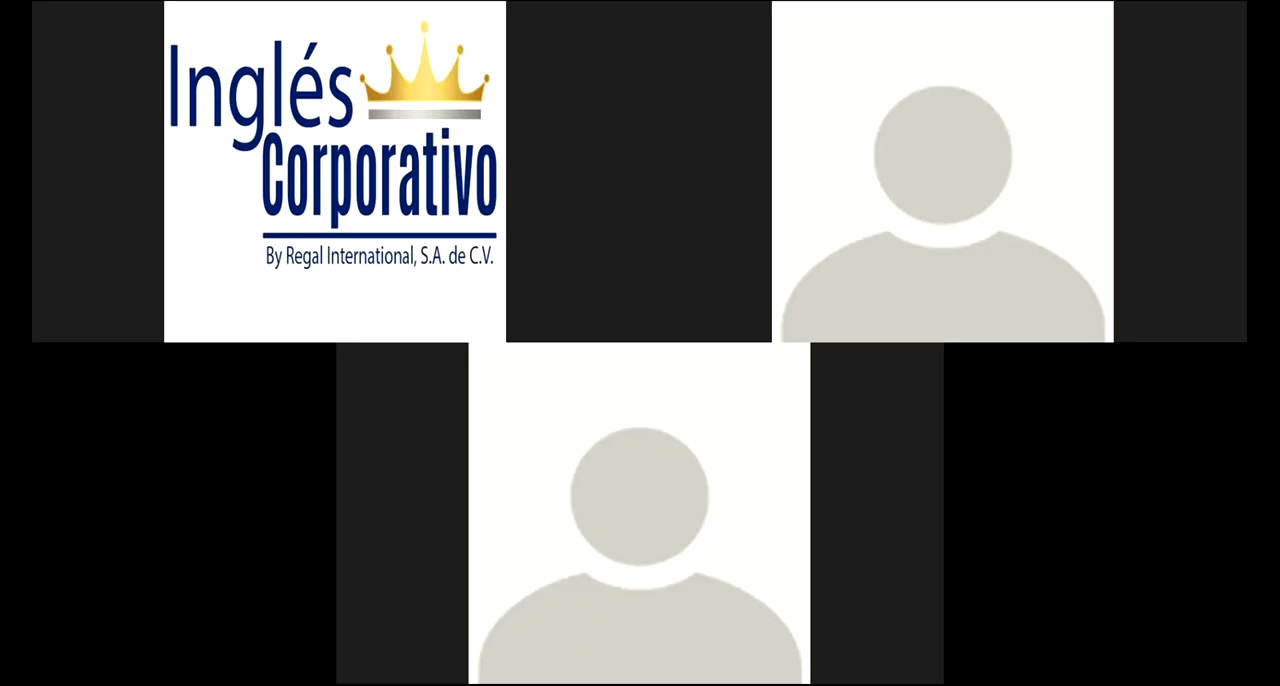 Inglés
Corporativo
By Regal International, S.A. de C.V.